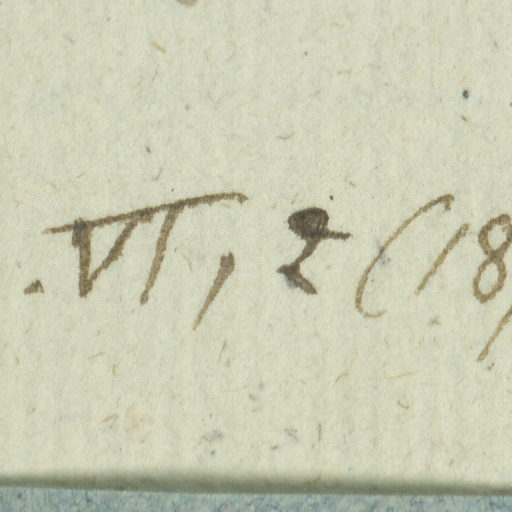 . VI, 2 (18